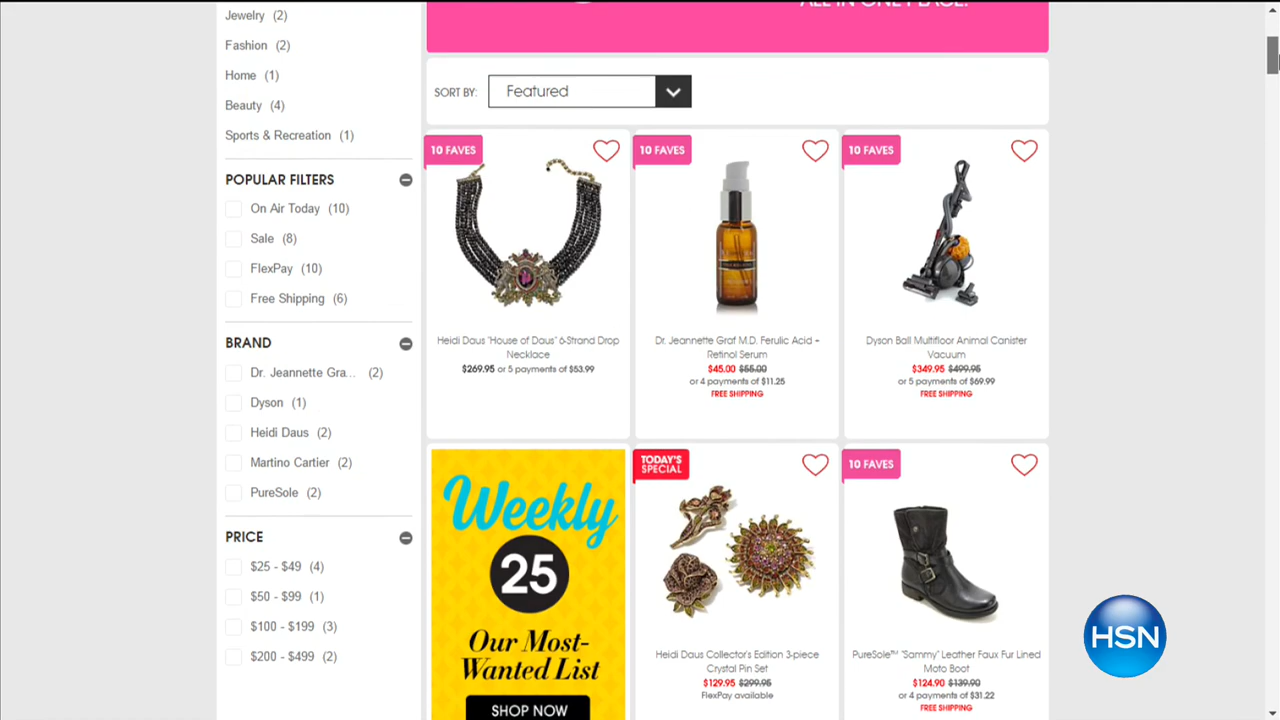 Jewelry (2)
Fashion (2)
Home (1)
Beauty (4)
Sports & Recreation (1)
POPULAR FILTERS
On Air Today (10)
Sale (8)
FlexPay (10)
Free Shipping (6)
BRAND
Dr. Jeannette Gra... (2)
Dyson (1)
Heidi Daus (2)
Martino Cartier (2)
PureSole (2)
PRICE
$25 - $49 (4)
$50 - $99 (1)
$100 - $199 (3)
$200 - $499 (2)
ALL IN ONE PLACE.
SORT BY: Featured
10 FAVES
Heidi Daus "House of Daus" 6-Strand Drop
Necklace
$269.95 or 5 payments of $53.99
10 FAVES
Dr. Jeannette Graf M.D. Ferulic Acid +
Retinol Serum
$45.00 $55.00
or 4 payments of $11.25
FREE SHIPPING
10 FAVES
Dyson Ball Multifloor Animal Canister
Vacuum
$349.95 $499.95
or 5 payments of $69.99
FREE SHIPPING
Weekly
25
Our Most-
Wanted List
SHOP NOW
TODAY'S
SPECIAL
Heidi Daus Collector's Edition 3-piece
Crystal Pin Set
$129.95 $299.95
FlexPay available
10 FAVES
PureSole™ "Sammy" Leather Faux Fur Lined
Moto Boot
$124.90 $139.90
or 4 payments of $31.22
FREE SHIPPING
HSN